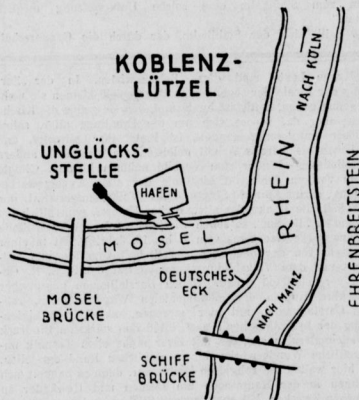 KOBLENZ-
LÜTZEL
NACH KÖLN
UNGLÜCKS-
STELLE
HAFEN
RHEIN
MOSEL
EHRENBREITSTEIN
DEUTSCHES
ECK
MOSEL
BRÜCKE
NACH MAINZ
SCHIFF
BRÜCKE